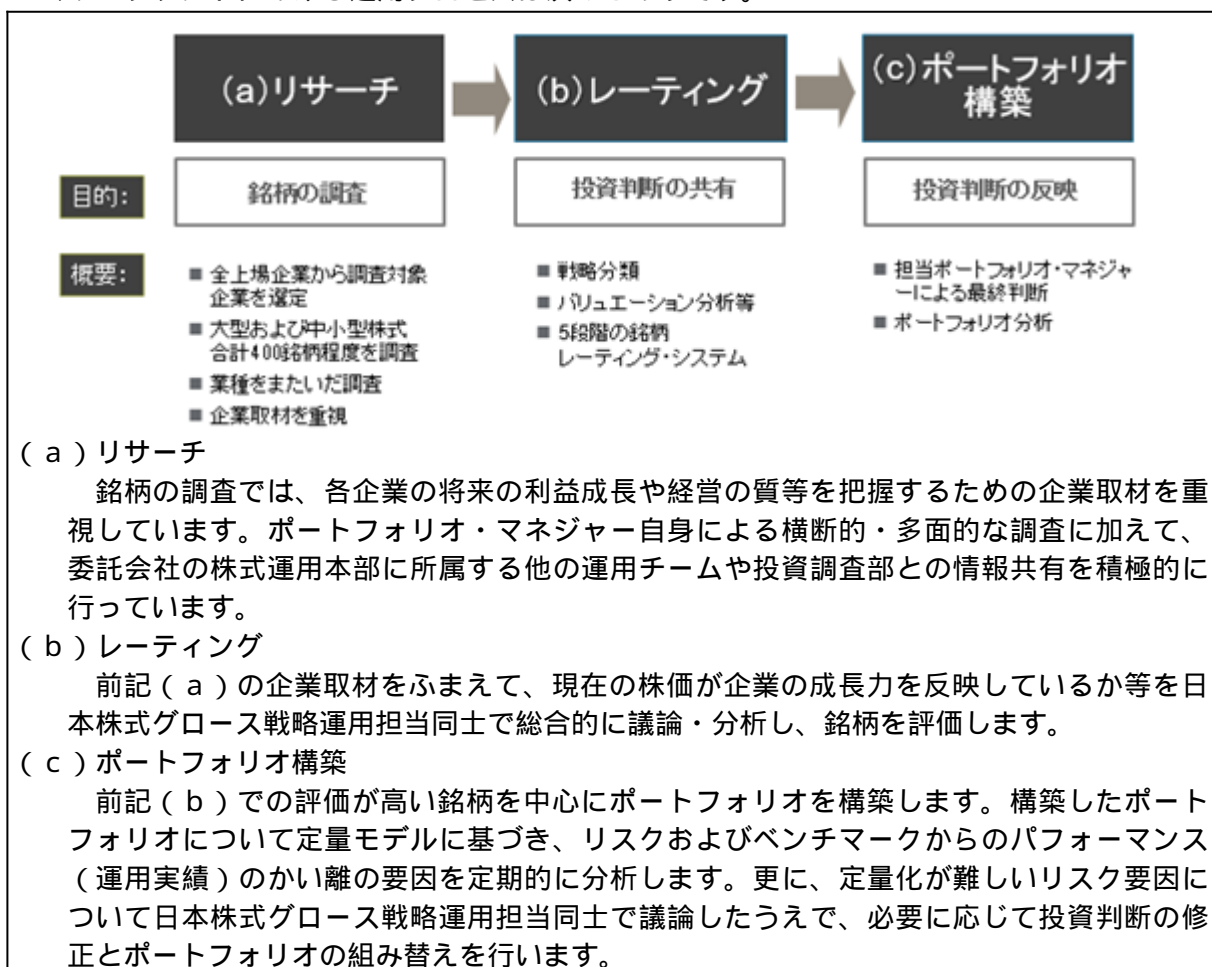 (a)リサーチ
(b)レーティング
(c)ポートフォリオ
構築
目的:
銘柄の調査
投資判断の共有
投資判断の反映
概要:
■ 全上場企業から調査対象
企業を選定
■ 大型および中小型株式
合計400銘柄程度を調査
■ 業種をまたいだ調査
■ 企業取材を重視
■ 戦略分類
■ バリュエーション分析等
■ 5段階の銘柄
レーティング・システム
■ 担当ポートフォリオ・マネジャ
ーによる最終判断
■ ポートフォリオ分析
(a)リサーチ
銘柄の調査では、各企業の将来の利益成長や経営の質等を把握するための企業取材を重
視しています。ポートフォリオ・マネジャー自身による横断的・多面的な調査に加えて、
委託会社の株式運用本部に所属する他の運用チームや投資調査部との情報共有を積極的に
行っています。
(b)レーティング
前記(a)の企業取材をふまえて、現在の株価が企業の成長力を反映しているか等を日
本株式グロース戦略運用担当同士で総合的に議論・分析し、銘柄を評価します。
(c)ポートフォリオ構築
前記(b)での評価が高い銘柄を中心にポートフォリオを構築します。構築したポート
フォリオについて定量モデルに基づき、リスクおよびベンチマークからのパフォーマンス
(運用実績)のかい離の要因を定期的に分析します。更に、定量化が難しいリスク要因に
ついて日本株式グロース戦略運用担当同士で議論したうえで、必要に応じて投資判断の修
正とポートフォリオの組み替えを行います。